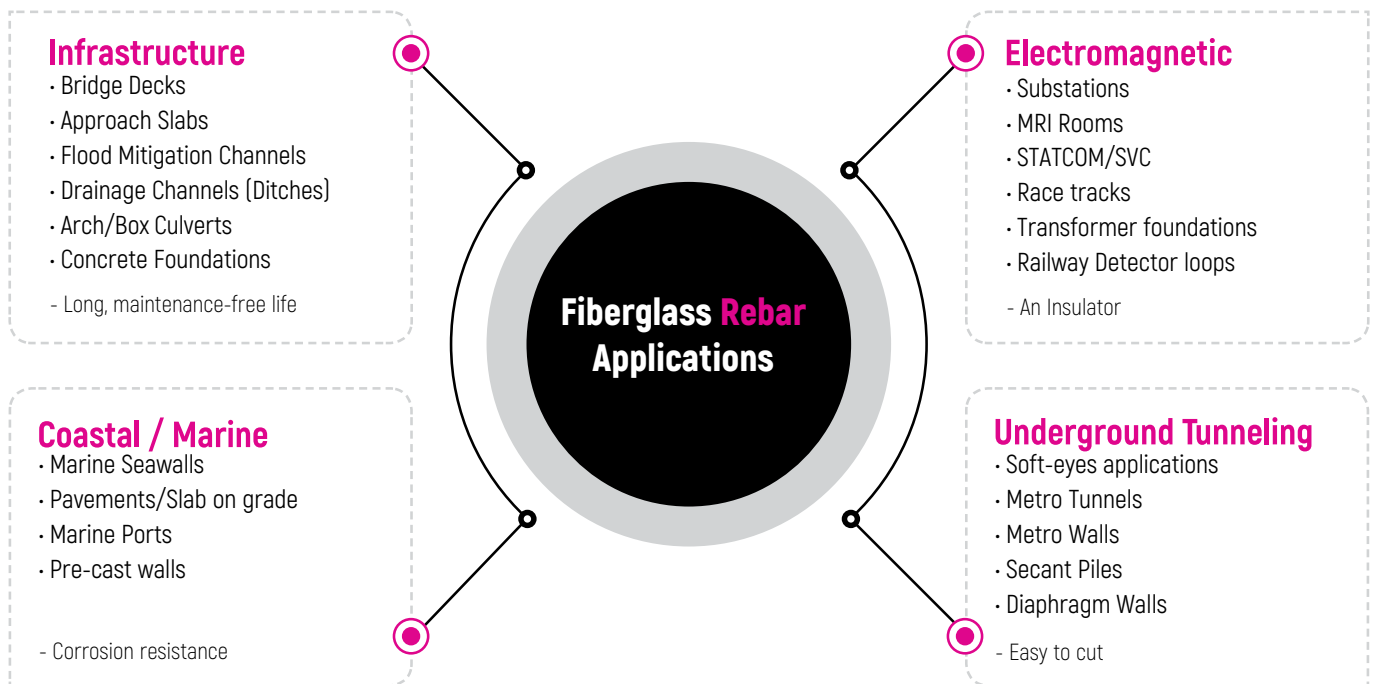 Infrastructure
· Bridge Decks
· Approach Slabs
· Flood Mitigation Channels
· Drainage Channels (Ditches)
· Arch/Box Culverts
· Concrete Foundations
- Long, maintenance-free life
Electromagnetic
· Substations
· MRI Rooms
· STATCOM/SVC
· Race tracks
· Transformer foundations
· Railway Detector loops
- An Insulator
Fiberglass Rebar
Applications
Coastal / Marine
· Marine Seawalls
· Pavements/Slab on grade
· Marine Ports
· Pre-cast walls
- Corrosion resistance
Underground Tunneling
· Soft-eyes applications
· Metro Tunnels
· Metro Walls
· Secant Piles
· Diaphragm Walls
- Easy to cut